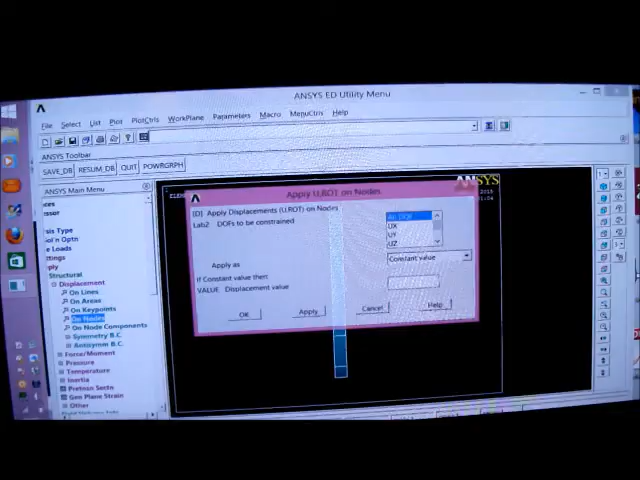 ANSYS ED Utility Menu
File Select List Plot PlotCtrls WorkPlane Parameters Macro MenuCtrls Help
ANSYS Toolbar
SAVE_DB RESUM_DB QUIT POWRGRPH
ANSYS Main Menu
Settings
Structural
Displacement
On Lines
On Areas
On Keypoints
On Nodes
On Node Components
Symmetry B.C.
Antisymm B.C.
Force/Moment
Pressure
Temperature
Inertia
Pretnsn Sectn
Gen Plane Strain
Other
ANSYS
Apply U,ROT on Nodes
[D] Apply Displacements (U,ROT) on Nodes
Lab2 DOFs to be constrained
All DOF
UX
UY
UZ
Apply as
Constant value
If Constant value then:
VALUE Displacement value
OK
Apply
Cancel
Help